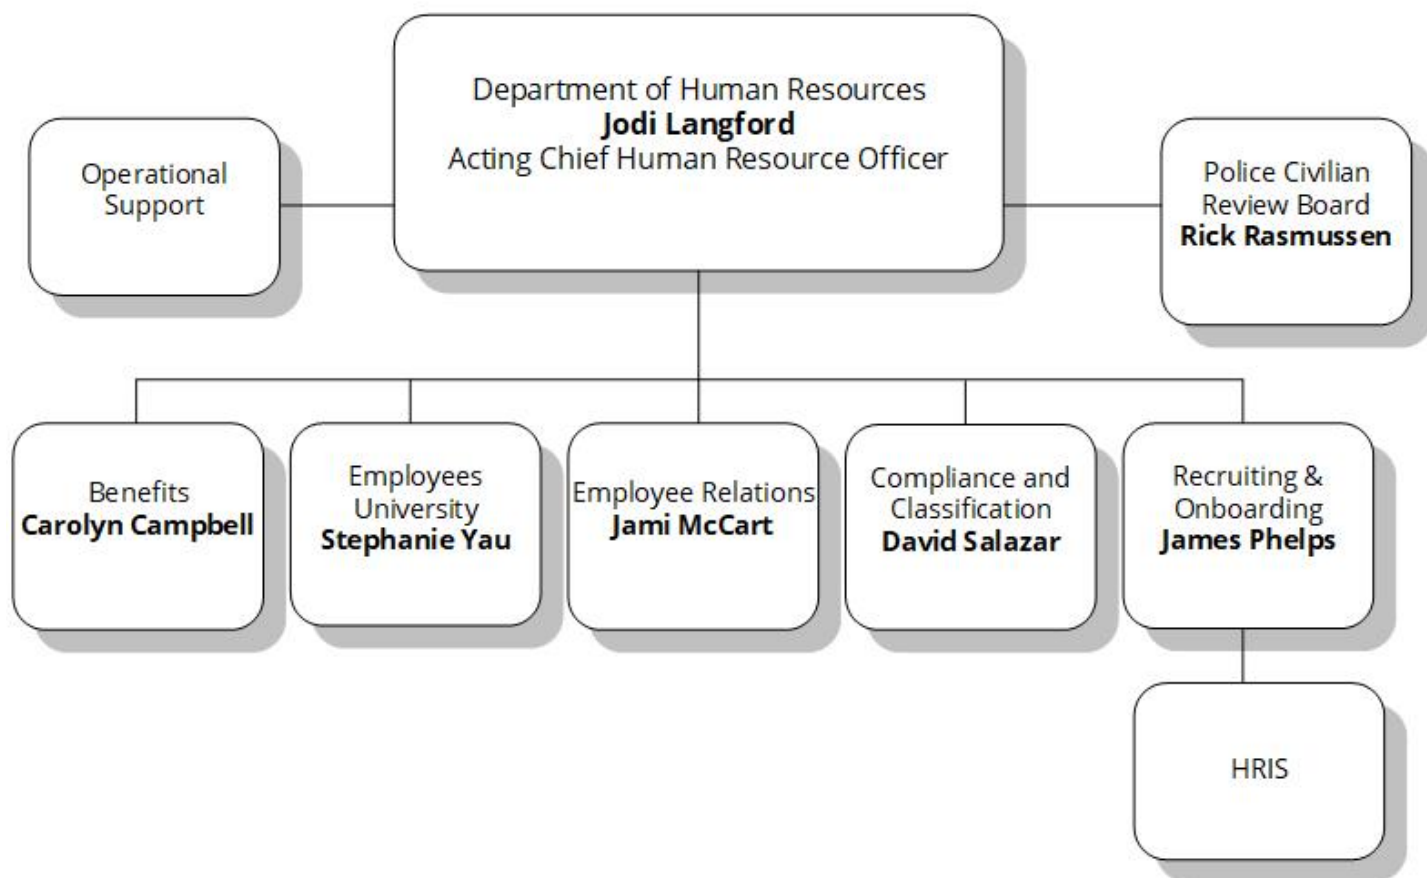 Department of Human Resources
Jodi Langford
Acting Chief Human Resource Officer
Operational
Support
Police Civilian
Review Board
Rick Rasmussen
Benefits
Carolyn Campbell
Employees
University
Stephanie Yau
Employee Relations
Jami McCart
Compliance and
Classification
David Salazar
Recruiting &
Onboarding
James Phelps
HRIS